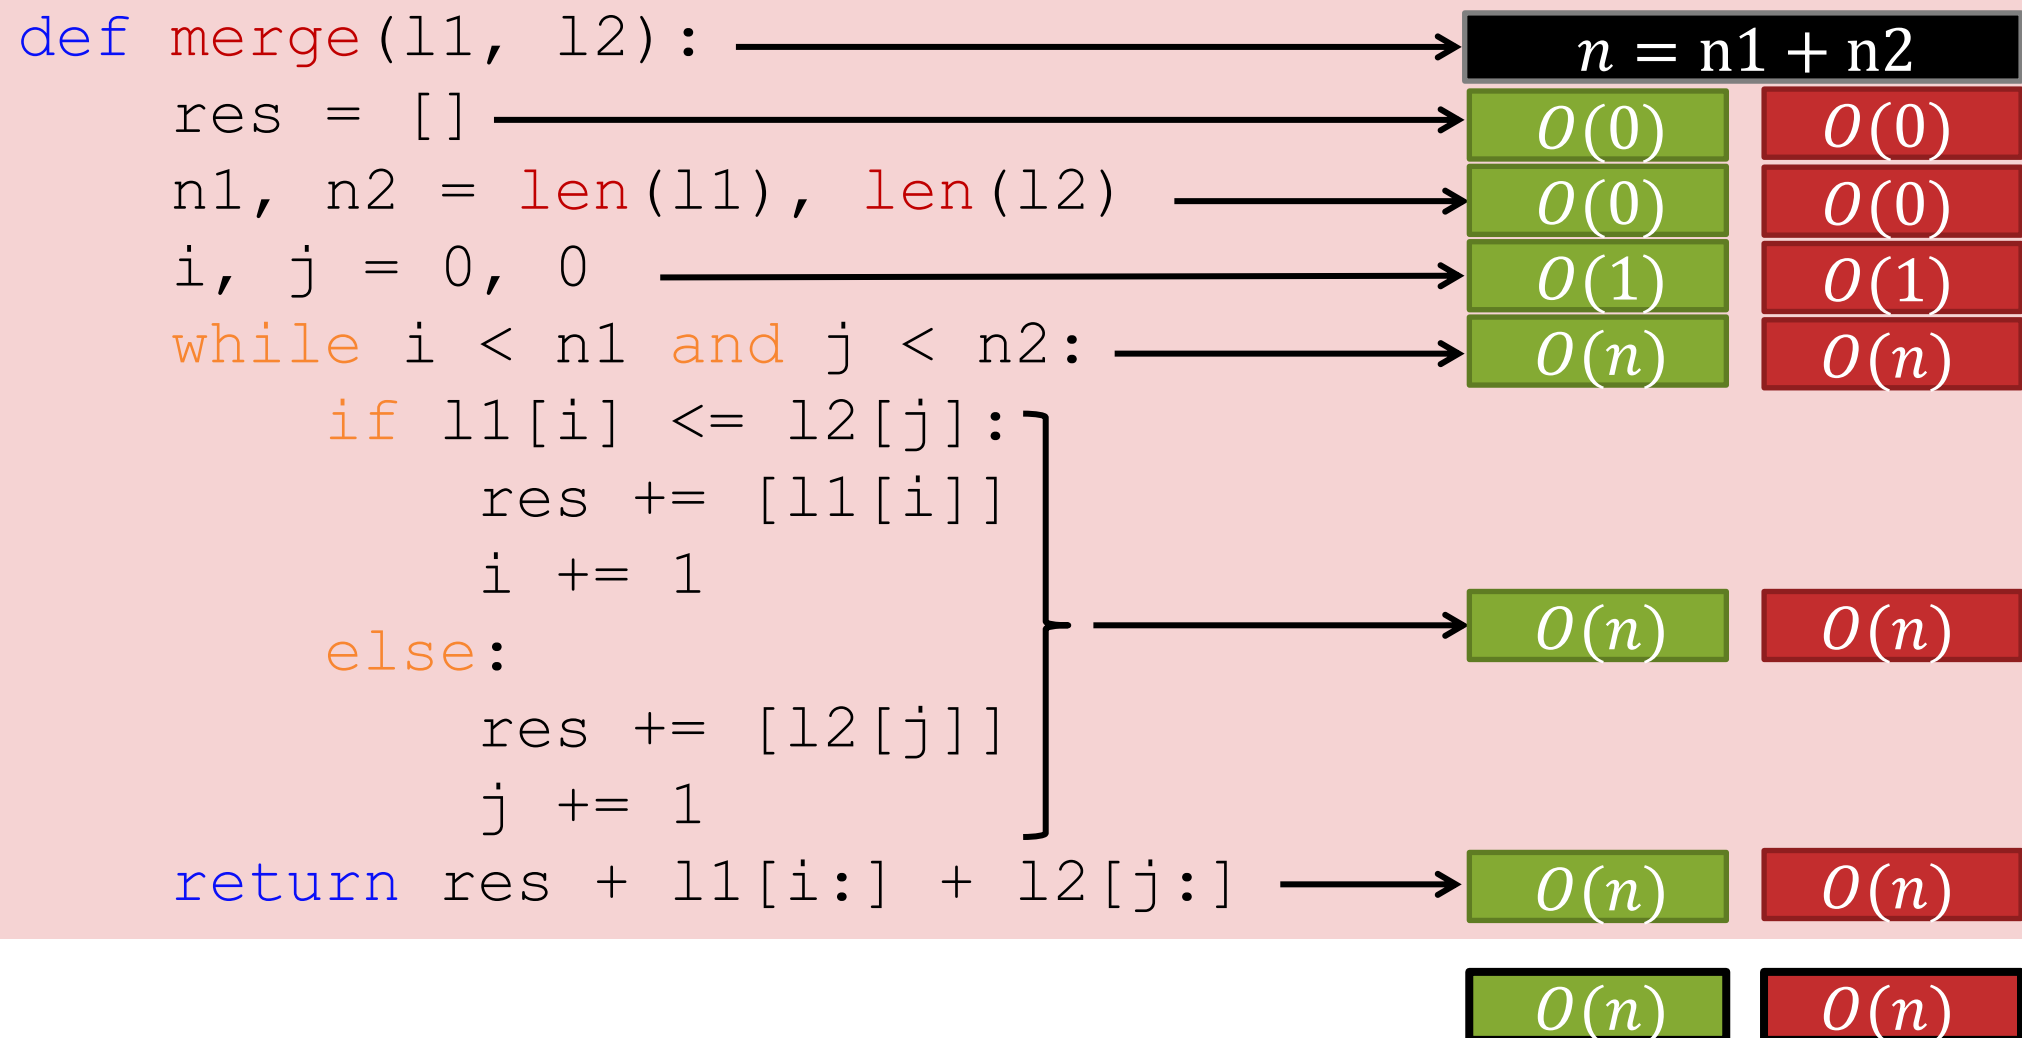 def merge(l1, l2): n = n1 + n2
    res = [] O(0) O(0)
    n1, n2 = len(l1), len(l2) O(0) O(0)
    i, j = 0, 0 O(1) O(1)
    while i < n1 and j < n2: O(n) O(n)
        if l1[i] <= l2[j]:
            res += [l1[i]]
            i += 1
        else: O(n) O(n)
            res += [l2[j]]
            j += 1
    return res + l1[i:] + l2[j:] O(n) O(n)
O(n) O(n)